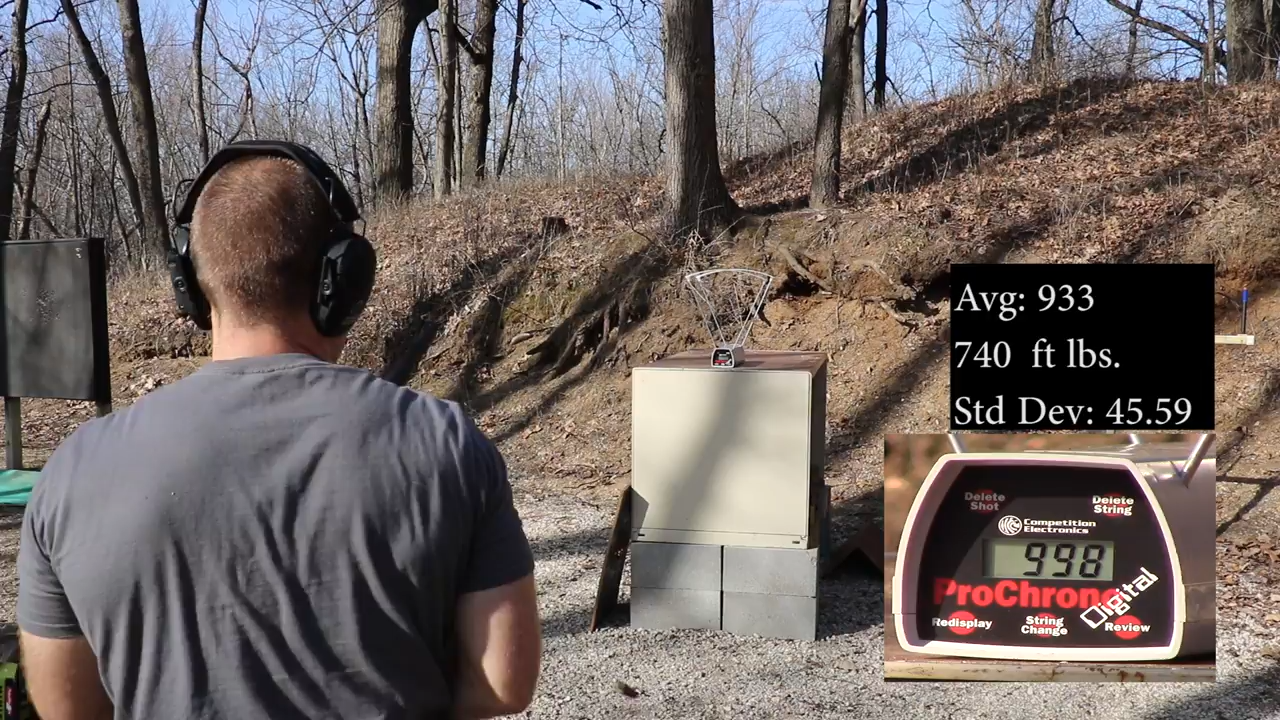 Avg: 933
740 ft lbs.
Std Dev: 45.59
Delete Shot
Delete String
Competition Electronics
998
ProChrono
Digital
Redisplay
String Change
Review